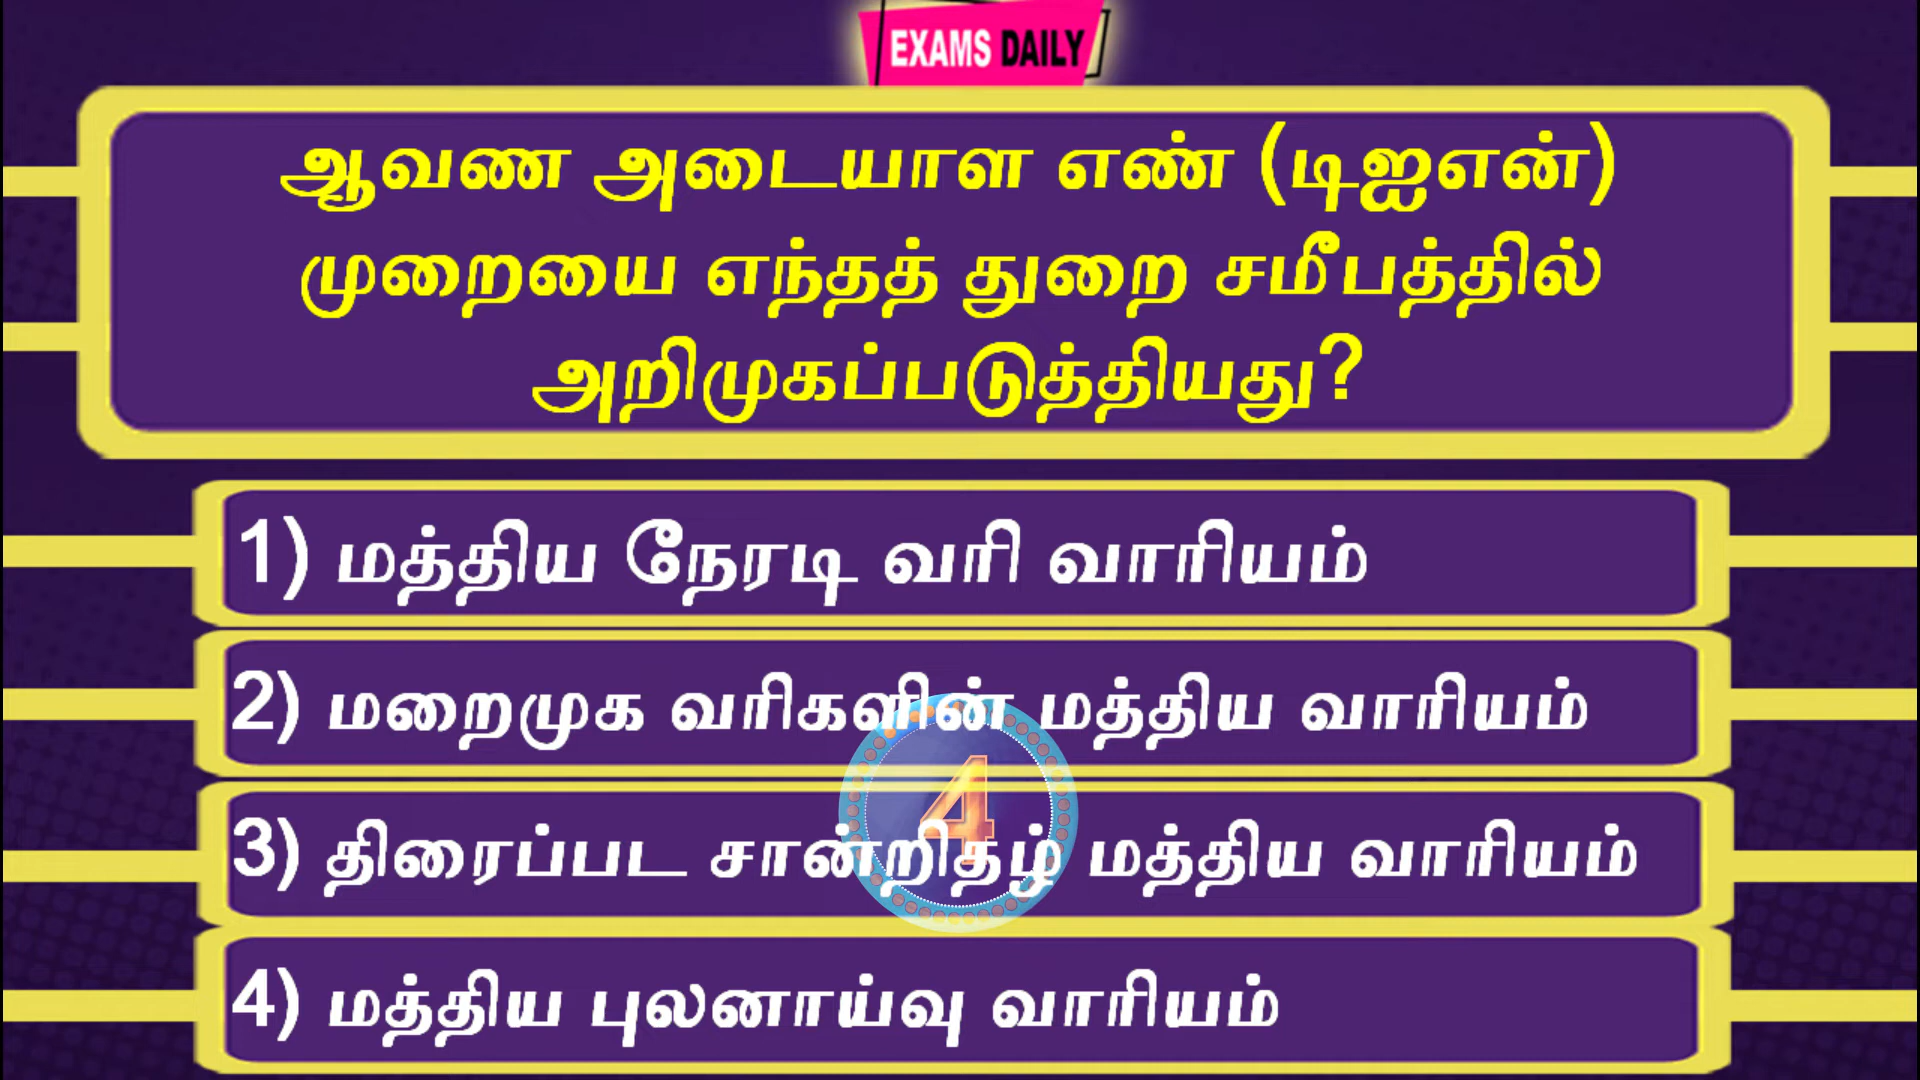 EXAMS DAILY
ஆவண அடையாள எண் (டிஐஎன்)
முறையை எந்தத் துறை சமீபத்தில்
அறிமுகப்படுத்தியது?
1) மத்திய நேரடி வரி வாரியம்
2) மறைமுக வரிகளின் மத்திய வாரியம்
4
3) திரைப்பட சான்றிதழ் மத்திய வாரியம்
4) மத்திய புலனாய்வு வாரியம்